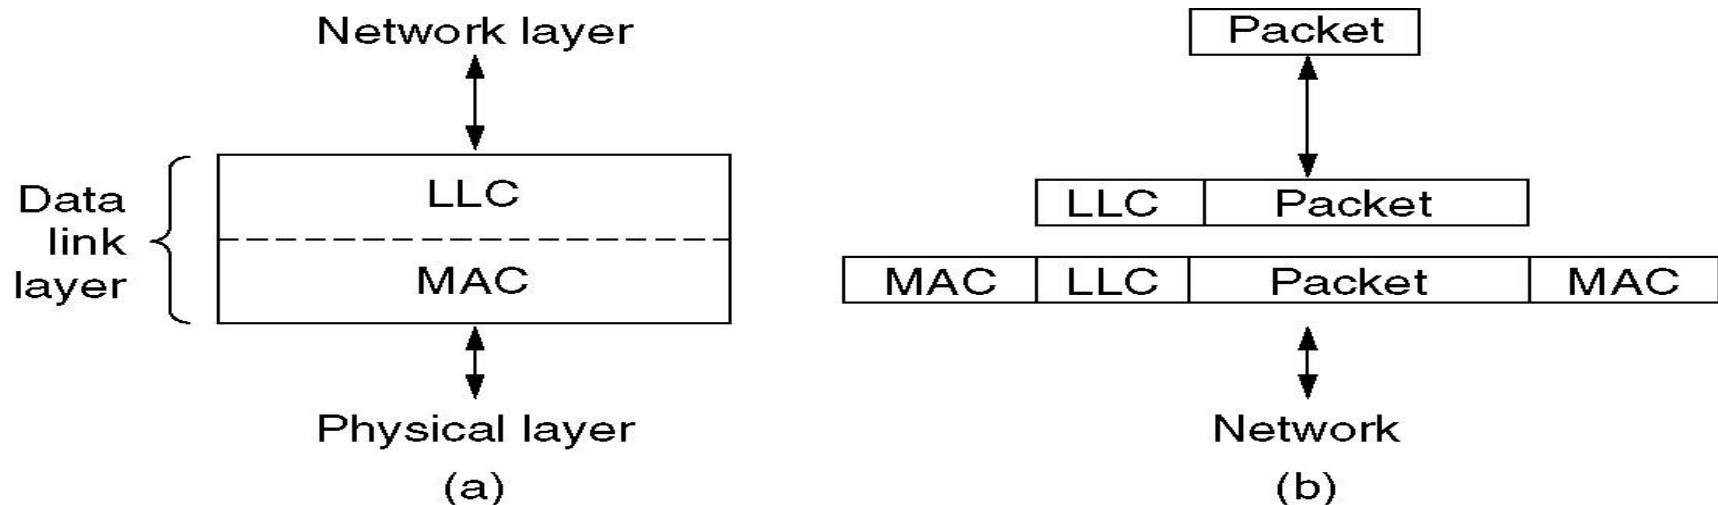 Network layer
Data
link
layer
LLC
MAC
Physical layer
(a)
Packet
LLC Packet
MAC LLC Packet MAC
Network
(b)